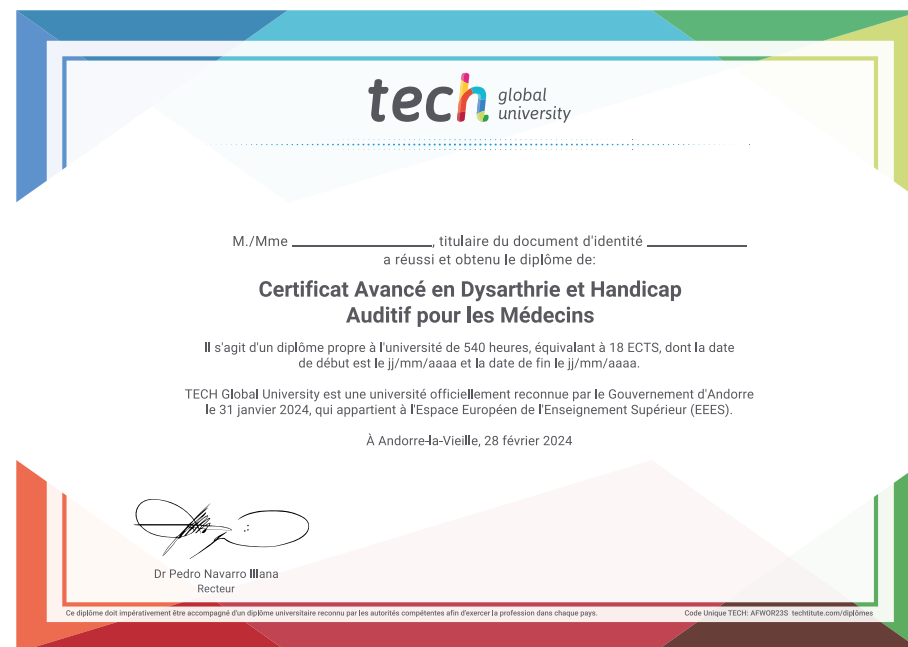 tech global
university
M./Mme ______________, titulaire du document d'identité __________
a réussi et obtenu le diplôme de:
Certificat Avancé en Dysarthrie et Handicap
Auditif pour les Médecins
Il s'agit d'un diplôme propre à l'université de 540 heures, équivalant à 18 ECTS, dont la date
de début est le jj/mm/aaaa et la date de fin le jj/mm/aaaa.
TECH Global University est une université officiellement reconnue par le Gouvernement d'Andorre
le 31 janvier 2024, qui appartient à l'Espace Européen de l'Enseignement Supérieur (EEES).
À Andorre-la-Vieille, 28 février 2024
Dr Pedro Navarro Illana
Recteur
Ce diplôme doit impérativement être accompagné d'un diplôme universitaire reconnu par les autorités compétentes afin d'exercer la profession dans chaque pays.
Code Unique TECH: AFWOR23S techtitute.com/diplômes